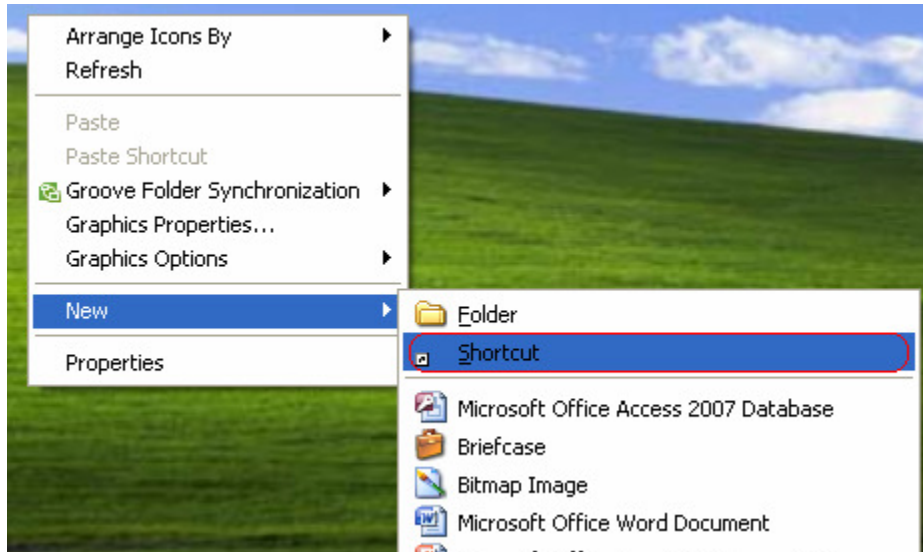 Arrange Icons By
Refresh
Paste
Paste Shortcut
Groove Folder Synchronization
Graphics Properties...
Graphics Options
New
Properties
Folder
Shortcut
Microsoft Office Access 2007 Database
Briefcase
Bitmap Image
Microsoft Office Word Document